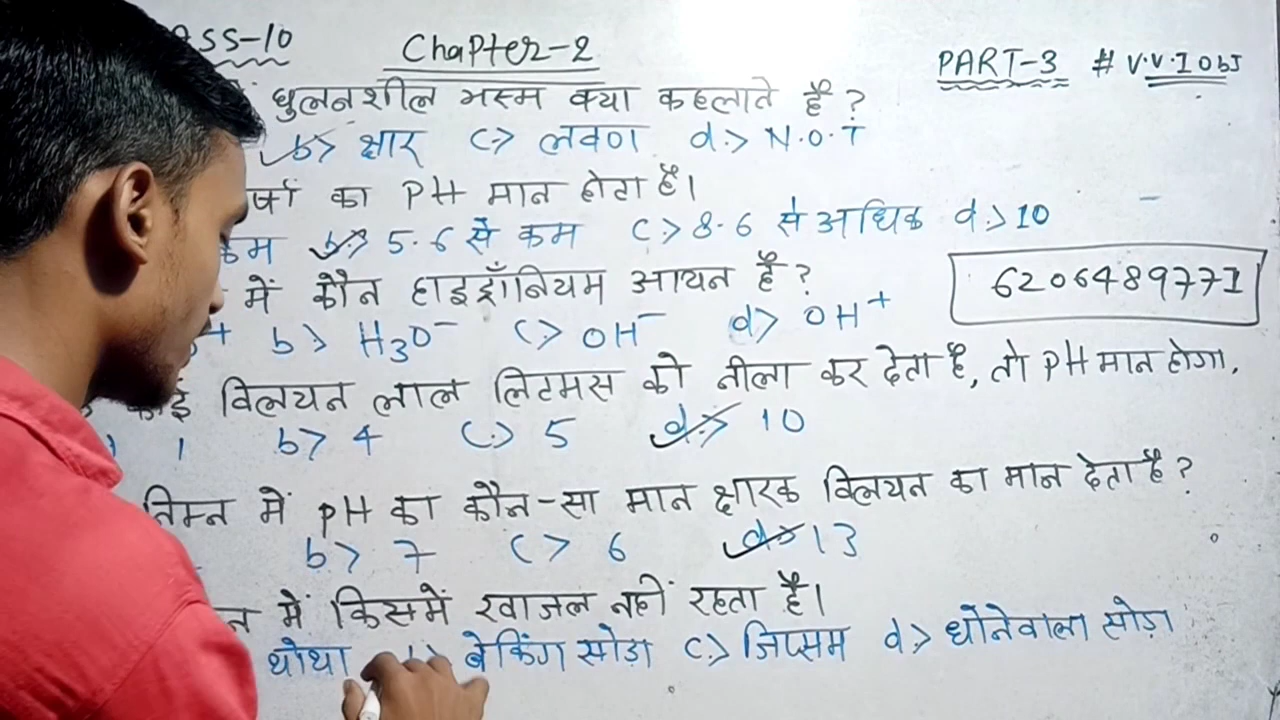 SS-10 Chapter-2 PART-3 # V.V.I obJ
घुलनशील भस्म क्या कहलाते हैं ?
b> क्षार c> लवण d> N.O.T
र्षा का PH मान होता है।
कम b> 5.6 से कम c> 8.6 से अधिक d> 10
में कौन हाइड्रोनियम आयन है ?
+ b> H₃O⁻ c> OH⁻ d> OH⁺
6206489771
कोई विलयन लाल लिटमस को नीला कर देता है, तो PH मान होगा.
1 b> 4 c> 5 d> 10
निम्न में pH का कौन-सा मान क्षारक विलयन का मान देता है ?
b> 7 c> 6 d> 13
न में किसमें रवाजल नहीं रहता है।
थोथा b> बेकिंग सोडा c> जिप्सम d> धोनेवाला सोडा